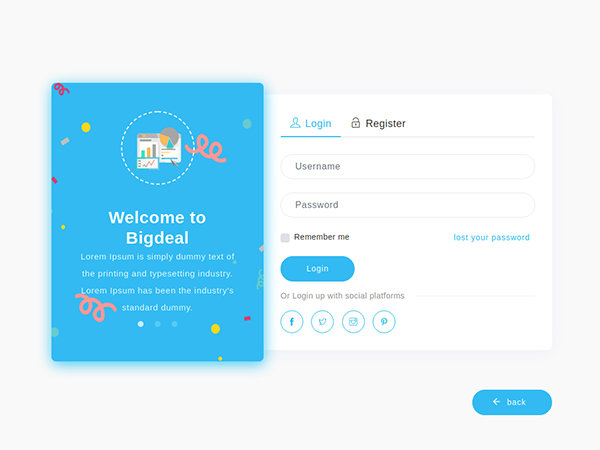 Login
Register
Username
Welcome to
Bigdeal
Password
Lorem Ipsum is simply dummy text of
the printing and typesetting industry.
Lorem Ipsum has been the industry's
standard dummy.
Remember me
lost your password
Login
Or Login up with social platforms
back